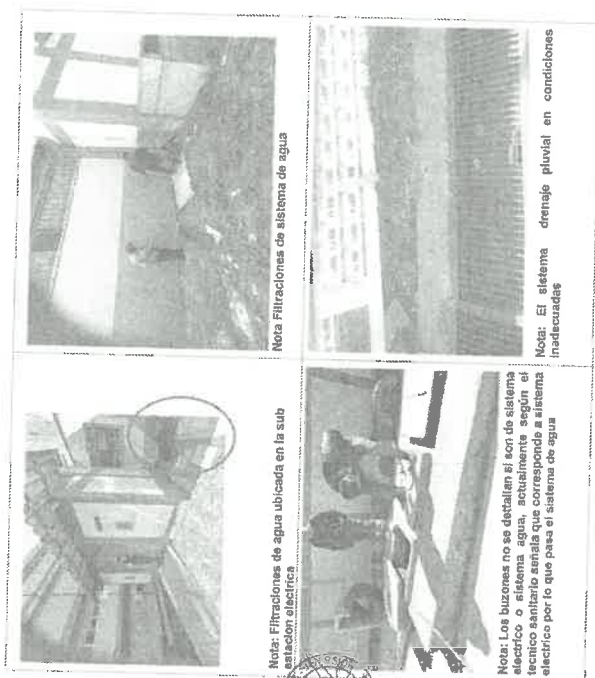 Nota: Filtraciones de agua ubicada en la sub
estacion electrica
Nota Filtraciones de sistema de agua
Nota: Los buzones no se detallan si son de sistema
electrico o sistema agua, actualmente según el
tecnico sanitario señala que corresponde a sistema
electrico por lo que pasa el sistema de agua
Nota: El sistema drenaje pluvial en condiciones
inadecuadas